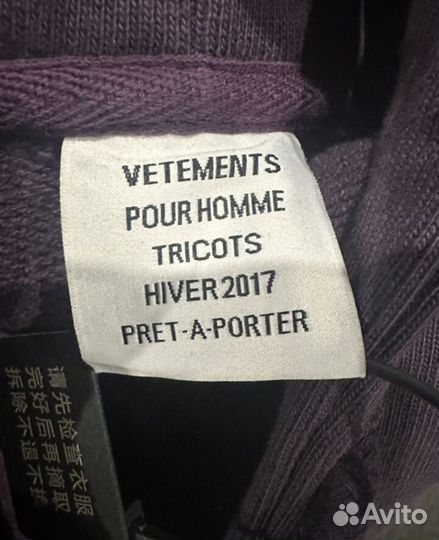 VETEMENTS
POUR HOMME
TRICOTS
HIVER 2017
PRET-A-PORTER
请先检查衣服
完好后再摘取
拆除不退不换
Avito